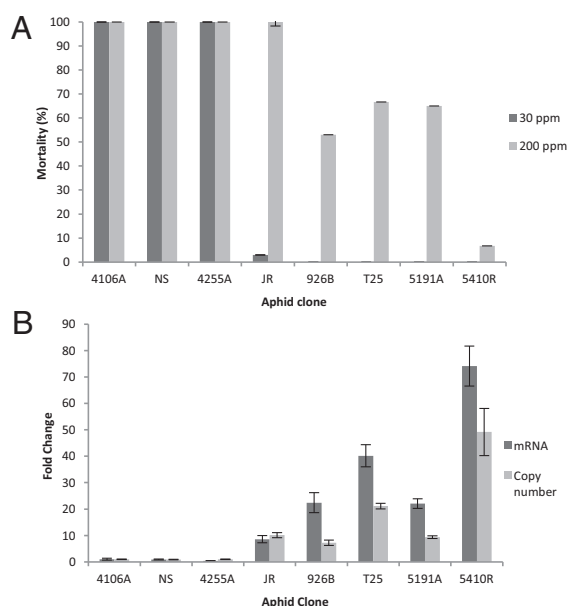 A
Mortality (%)
100
90
80
70
60
50
40
30
20
10
0
4106A NS 4255A JR 926B T25 5191A 5410R
Aphid clone
30 ppm
200 ppm
B
Fold Change
90
80
70
60
50
40
30
20
10
0
4106A NS 4255A JR 926B T25 5191A 5410R
Aphid Clone
mRNA
Copy
number